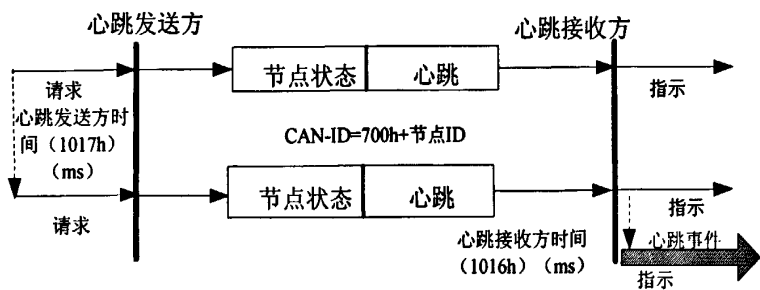 心跳发送方
心跳接收方
节点状态
心跳
请求
指示
心跳发送方时
间（1017h）
（ms）
CAN-ID=700h+节点ID
节点状态
心跳
请求
指示
心跳接收方时间
（1016h）（ms）
心跳事件
指示